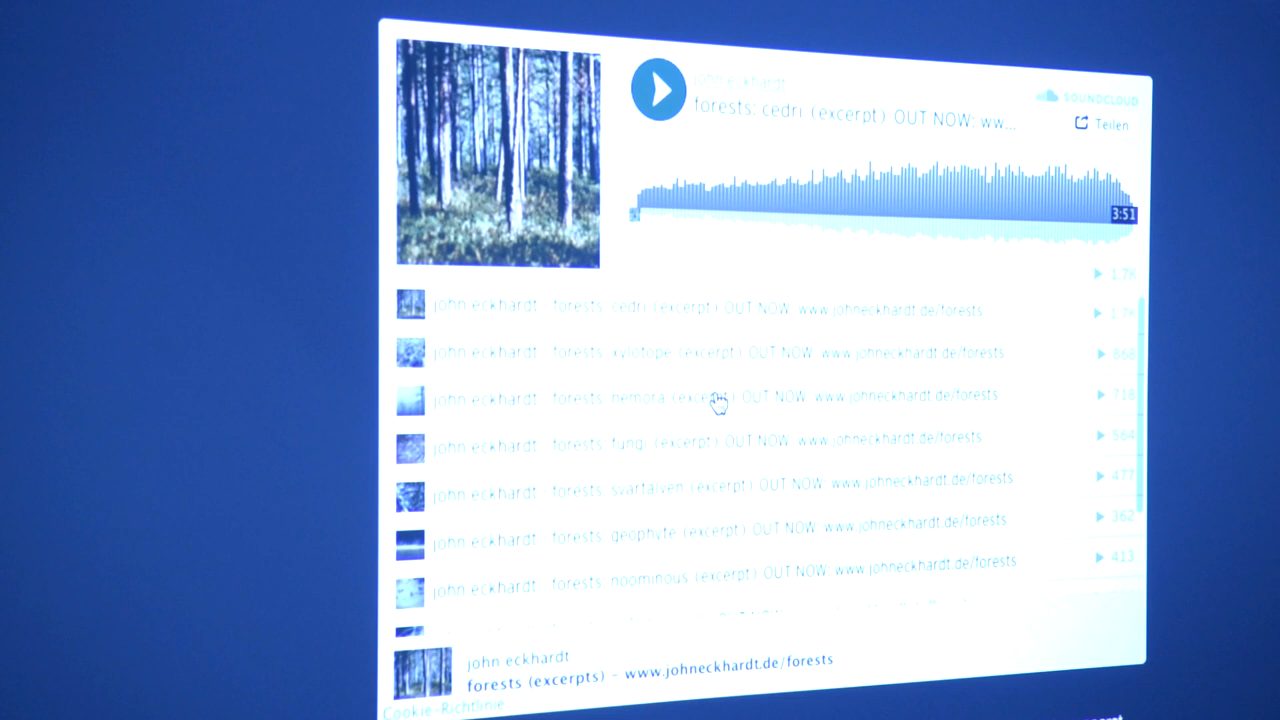 john eckhardt
SOUNDCLOUD
forests: cedri (excerpt) OUT NOW: ww...
Teilen
3:51
1.7K
john eckhardt · forests: cedri (excerpt) OUT NOW: www.johneckhardt.de/forests 1.7K
john eckhardt · forests: xylotope (excerpt) OUT NOW: www.johneckhardt.de/forests 868
john eckhardt · forests: nemora (excerpt) OUT NOW: www.johneckhardt.de/forests 718
john eckhardt · forests: fungi (excerpt) OUT NOW: www.johneckhardt.de/forests 564
john eckhardt · forests: svartalven (excerpt) OUT NOW: www.johneckhardt.de/forests 477
john eckhardt · forests: geophyte (excerpt) OUT NOW: www.johneckhardt.de/forests 362
john eckhardt · forests: noominous (excerpt) OUT NOW: www.johneckhardt.de/forests 413
john eckhardt
forests (excerpts) - www.johneckhardt.de/forests
Cookie-Richtlinie